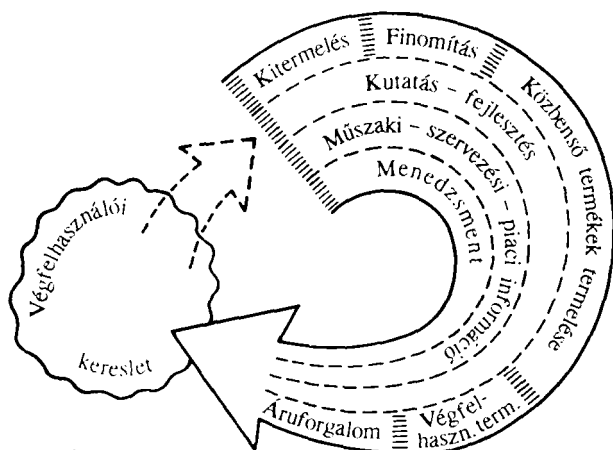 Kitermelés
Finomítás
Közbenső termékek termelése
Végfel-
haszn. term.
Áruforgalom
Kutatás – fejlesztés
Műszaki – szervezési – piaci információ
Menedzsment
Végfelhasználói
kereslet